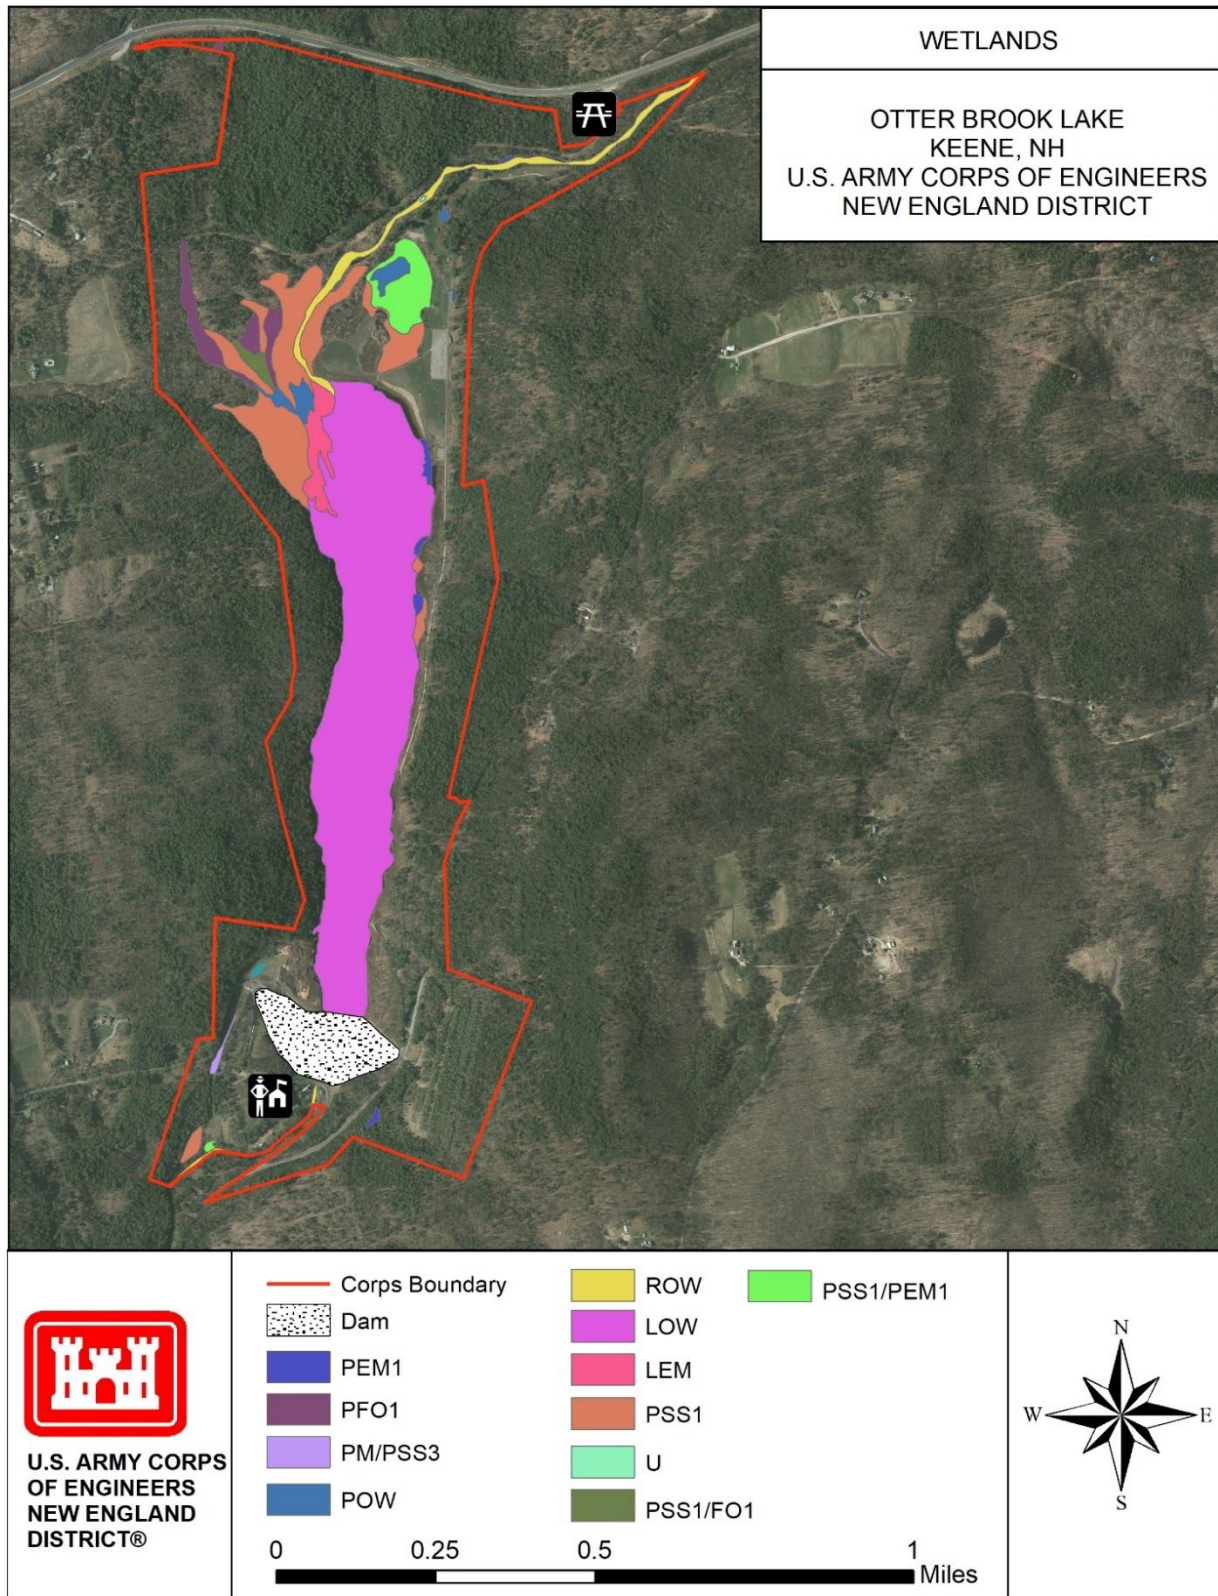 WETLANDS
OTTER BROOK LAKE
KEENE, NH
U.S. ARMY CORPS OF ENGINEERS
NEW ENGLAND DISTRICT
U.S. ARMY CORPS
OF ENGINEERS
NEW ENGLAND
DISTRICT®
Corps Boundary
Dam
PEM1
PFO1
PM/PSS3
POW
ROW
LOW
LEM
PSS1
U
PSS1/FO1
PSS1/PEM1
0 0.25 0.5 1
Miles
N
W E
S